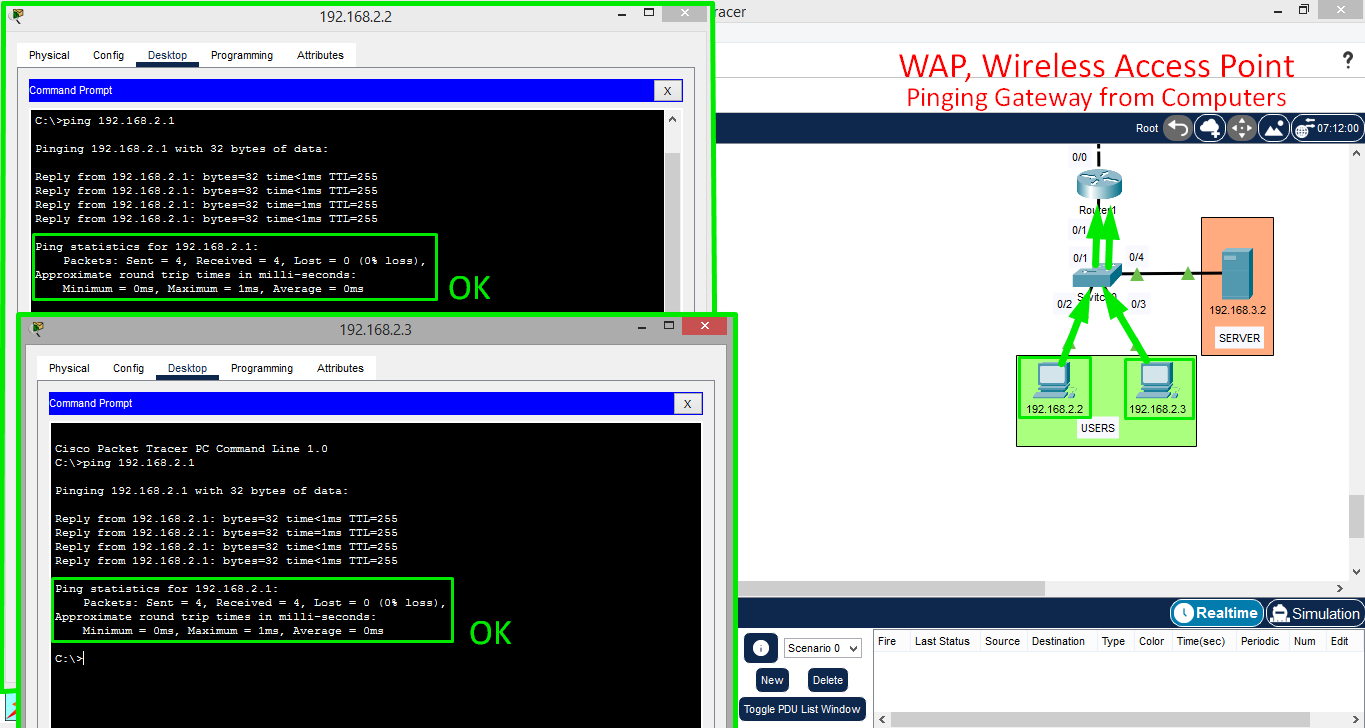 192.168.2.2
Physical Config Desktop Programming Attributes
Command Prompt X
C:\>ping 192.168.2.1
Pinging 192.168.2.1 with 32 bytes of data:
Reply from 192.168.2.1: bytes=32 time<1ms TTL=255
Reply from 192.168.2.1: bytes=32 time<1ms TTL=255
Reply from 192.168.2.1: bytes=32 time=1ms TTL=255
Reply from 192.168.2.1: bytes=32 time<1ms TTL=255
Ping statistics for 192.168.2.1:
Packets: Sent = 4, Received = 4, Lost = 0 (0% loss),
Approximate round trip times in milli-seconds:
Minimum = 0ms, Maximum = 1ms, Average = 0ms
OK
192.168.2.3
Physical Config Desktop Programming Attributes
Command Prompt X
Cisco Packet Tracer PC Command Line 1.0
C:\>ping 192.168.2.1
Pinging 192.168.2.1 with 32 bytes of data:
Reply from 192.168.2.1: bytes=32 time<1ms TTL=255
Reply from 192.168.2.1: bytes=32 time=1ms TTL=255
Reply from 192.168.2.1: bytes=32 time<1ms TTL=255
Reply from 192.168.2.1: bytes=32 time<1ms TTL=255
Ping statistics for 192.168.2.1:
Packets: Sent = 4, Received = 4, Lost = 0 (0% loss),
Approximate round trip times in milli-seconds:
Minimum = 0ms, Maximum = 1ms, Average = 0ms
OK
C:\>
racer
?
WAP, Wireless Access Point
Pinging Gateway from Computers
Root 07:12:00
0/0
Router1
0/1
0/1 0/4
0/2 0/3
192.168.3.2
SERVER
192.168.2.2 192.168.2.3
USERS
Realtime Simulation
Scenario 0
New Delete
Toggle PDU List Window
Fire Last Status Source Destination Type Color Time(sec) Periodic Num Edit